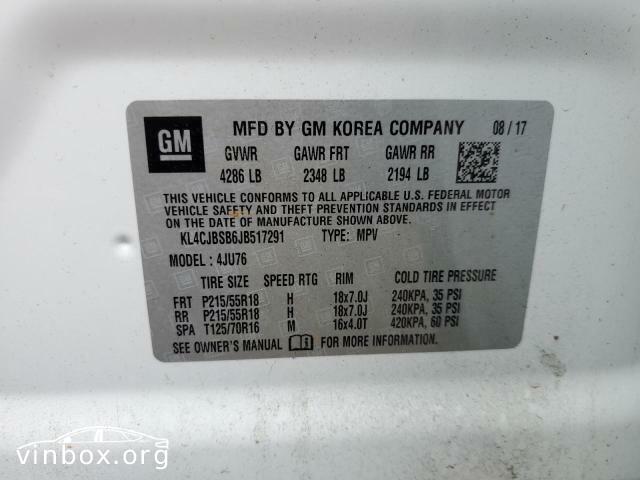 GM MFD BY GM KOREA COMPANY 08 / 17
GVWR GAWR FRT GAWR RR
4286 LB 2348 LB 2194 LB
THIS VEHICLE CONFORMS TO ALL APPLICABLE U.S. FEDERAL MOTOR
VEHICLE SAFETY AND THEFT PREVENTION STANDARDS IN EFFECT
ON THE DATE OF MANUFACTURE SHOWN ABOVE.
KL4CJBSB6JB517291 TYPE: MPV
MODEL: 4JU76
TIRE SIZE SPEED RTG RIM COLD TIRE PRESSURE
FRT P215/55R18 H 18x7.0J 240KPA, 35 PSI
RR P215/55R18 H 18x7.0J 240KPA, 35 PSI
SPA T125/70R16 M 16x4.0T 420KPA, 60 PSI
SEE OWNER'S MANUAL FOR MORE INFORMATION.
vinbox.org